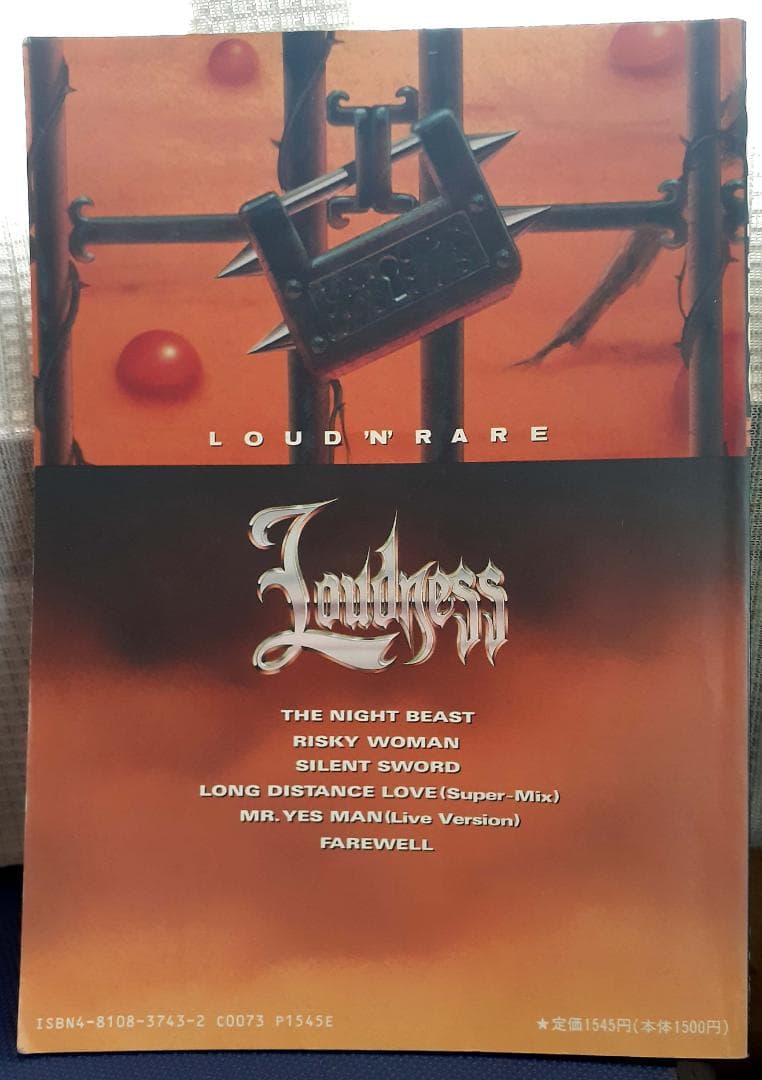 LOUD 'N' RARE
Loudness
THE NIGHT BEAST
RISKY WOMAN
SILENT SWORD
LONG DISTANCE LOVE(Super-Mix)
MR. YES MAN(Live Version)
FAREWELL
ISBN4-8108-3743-2 C0073 P1545E
★定価1545円(本体1500円)